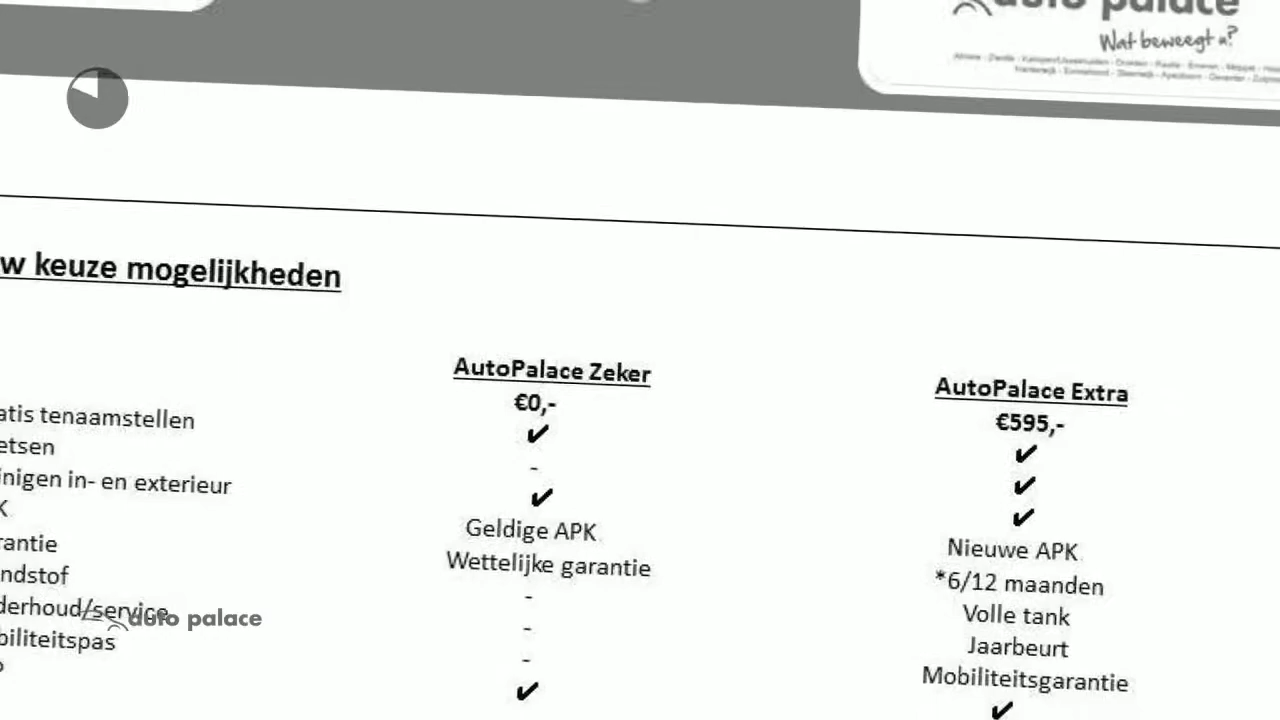 auto palace
Wat beweegt u?
w keuze mogelijkheden
AutoPalace Zeker
AutoPalace Extra
€0,-
€595,-
atis tenaamstellen ✔ ✔
etsen - ✔
inigen in- en exterieur ✔ ✔
K Geldige APK Nieuwe APK
rantie Wettelijke garantie *6/12 maanden
ndstof - Volle tank
derhoud/service - Jaarbeurt
auto palace
biliteitspas - Mobiliteitsgarantie
✔ ✔